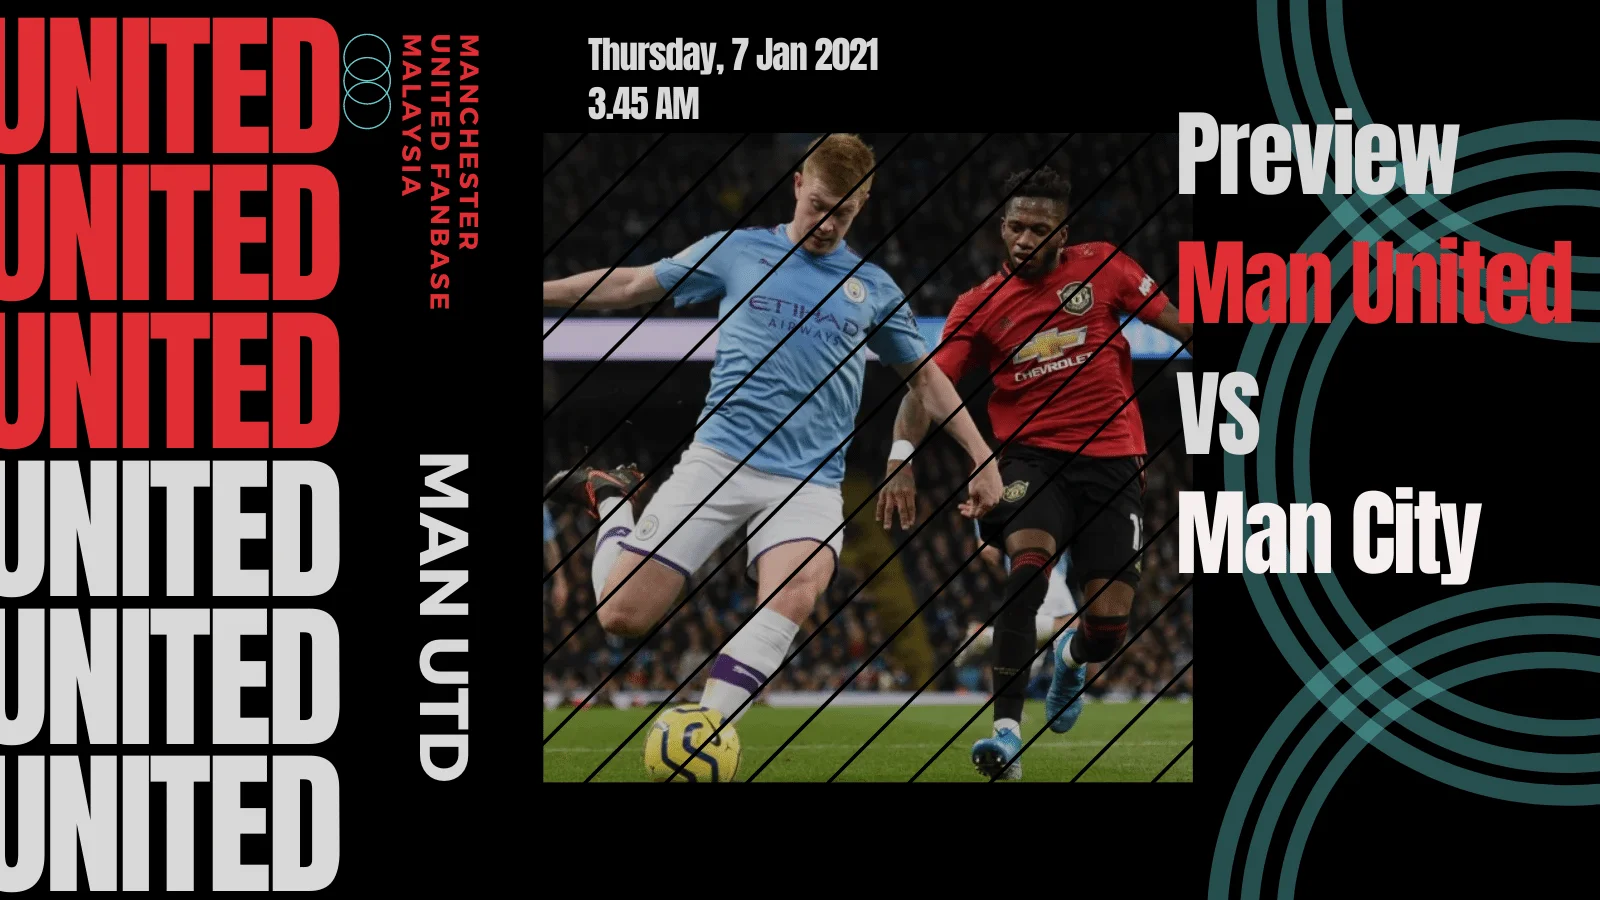 UNITED
UNITED
UNITED
UNITED
UNITED
UNITED
MANCHESTER
UNITED FANBASE
MALAYSIA
MAN UTD
Thursday, 7 Jan 2021
3.45 AM
ETIHAD
AIRWAYS
CHEVROLET
1
Preview
Man United
vs
Man City